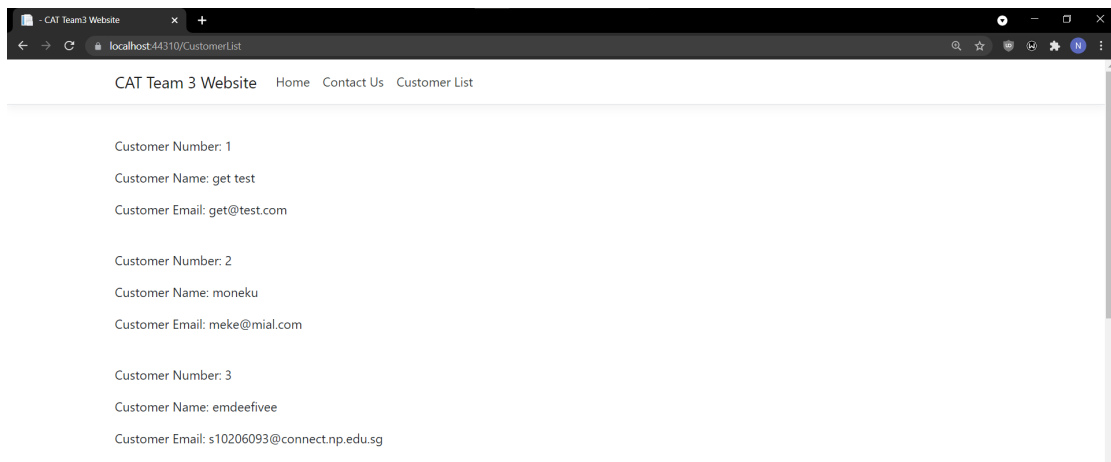 - CAT Team3 Website
localhost:44310/CustomerList
N
CAT Team 3 Website Home Contact Us Customer List
Customer Number: 1
Customer Name: get test
Customer Email: get@test.com
Customer Number: 2
Customer Name: moneku
Customer Email: meke@mial.com
Customer Number: 3
Customer Name: emdeefivee
Customer Email: s10206093@connect.np.edu.sg